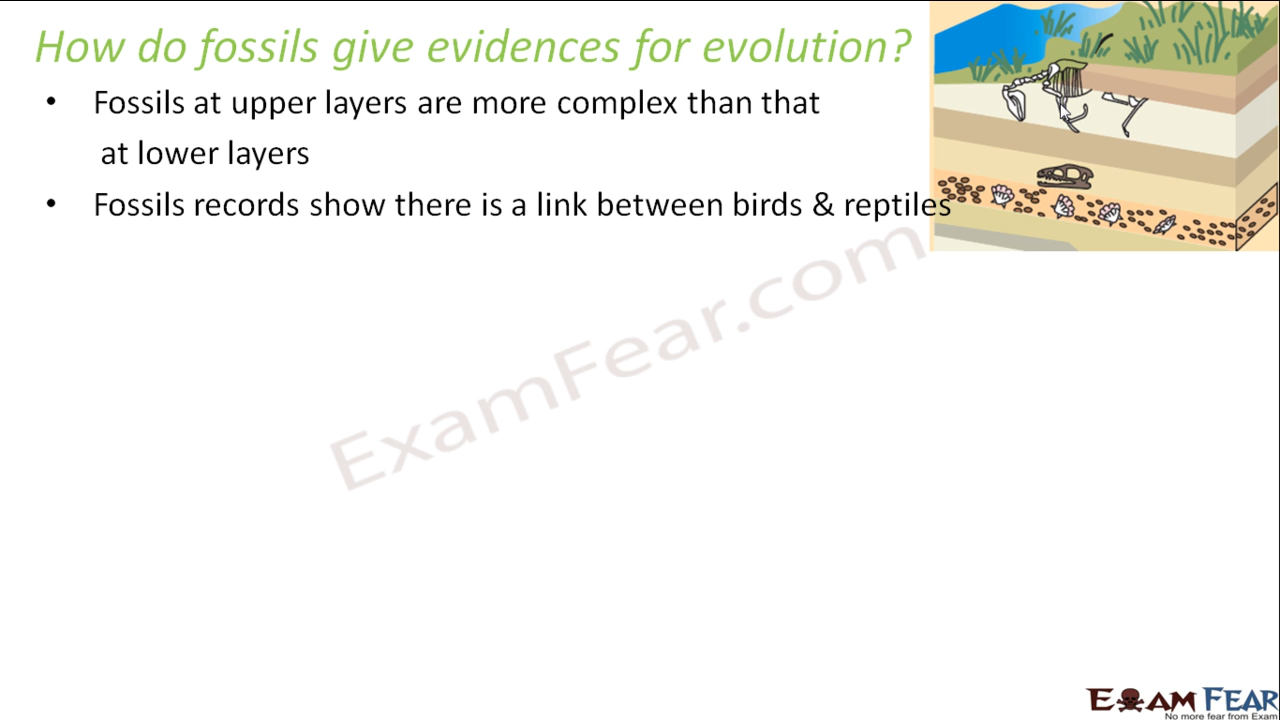 How do fossils give evidences for evolution?
• Fossils at upper layers are more complex than that
at lower layers
• Fossils records show there is a link between birds & reptiles
ExamFear.com
EXAM FEAR
No more fear from Exam